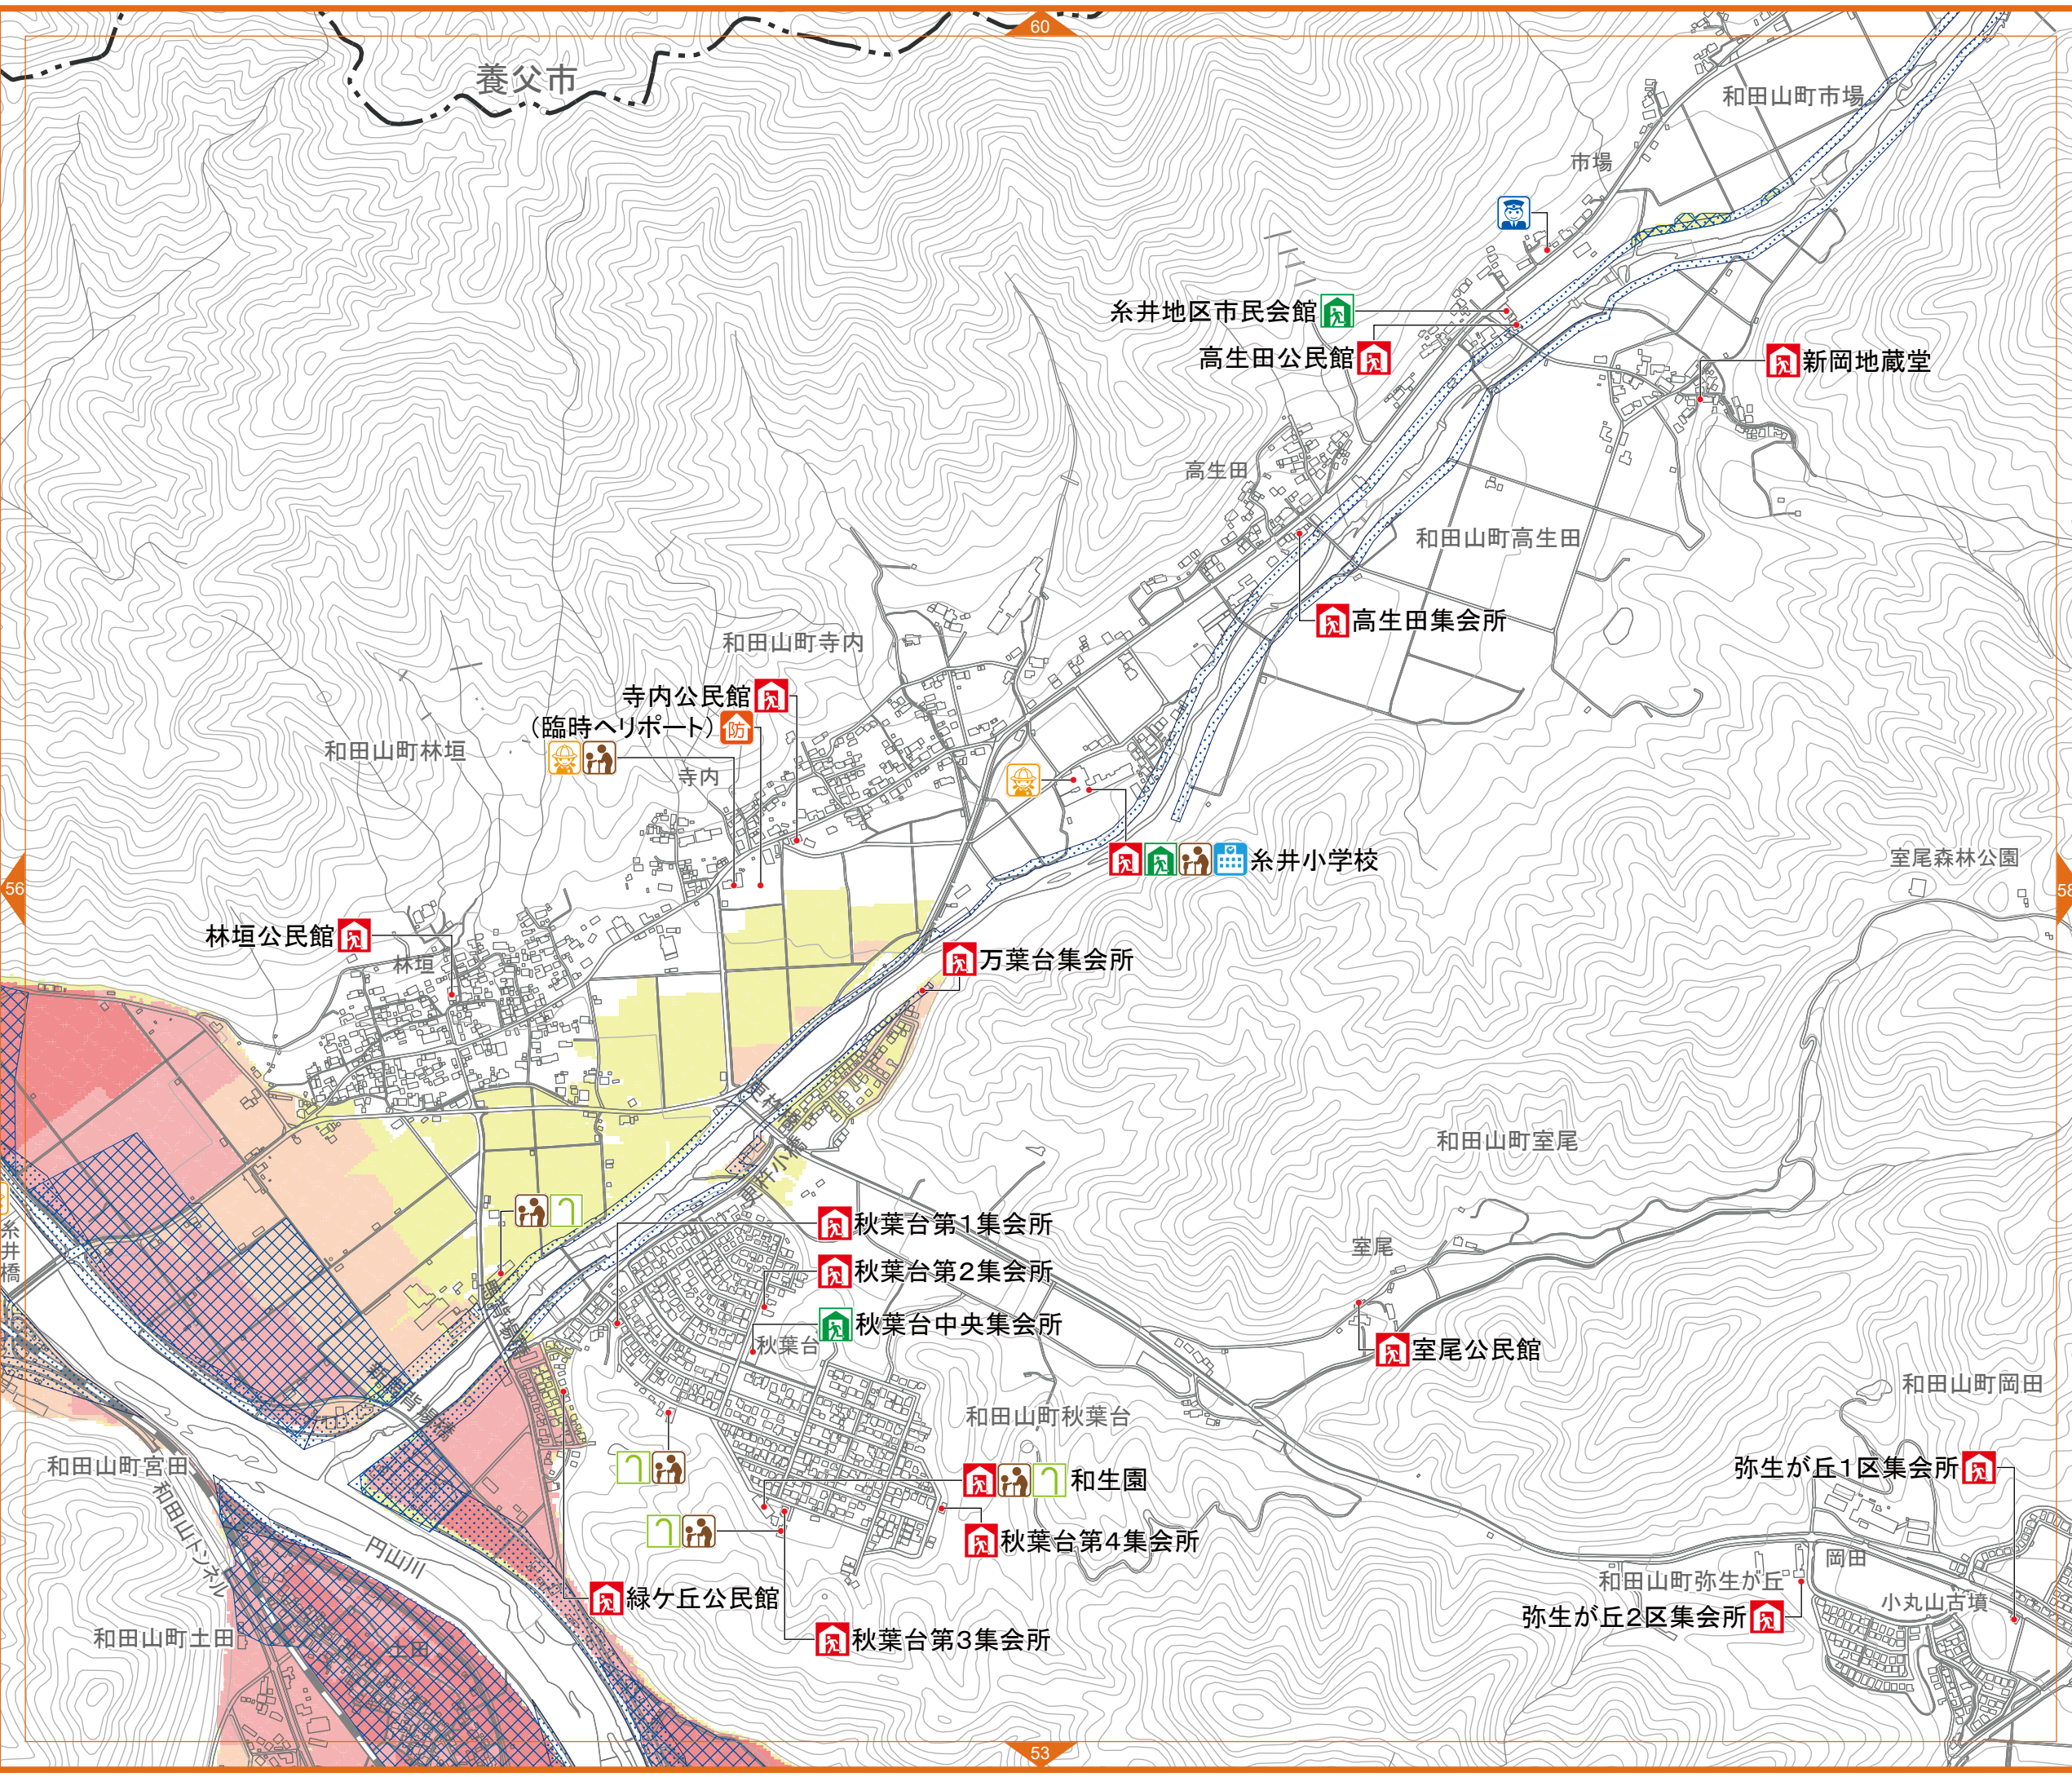 60
養父市
和田山町市場
市場
糸井地区市民会館
高生田公民館
新岡地蔵堂
高生田
和田山町高生田
高生田集会所
和田山町寺内
寺内公民館
(臨時ヘリポート)
防
和田山町林垣
寺内
糸井小学校
室尾森林公園
56
58
林垣公民館
林垣
万葉台集会所
和田山町室尾
糸井橋
秋葉台第1集会所
秋葉台第2集会所
秋葉台中央集会所
秋葉台
室尾
室尾公民館
和田山町岡田
和田山町秋葉台
和田山町宮田
和田山トンネル
円山川
和生園
秋葉台第4集会所
弥生が丘1区集会所
岡田
和田山町弥生が丘
小丸山古墳
弥生が丘2区集会所
緑ケ丘公民館
秋葉台第3集会所
和田山町土田
土田
53